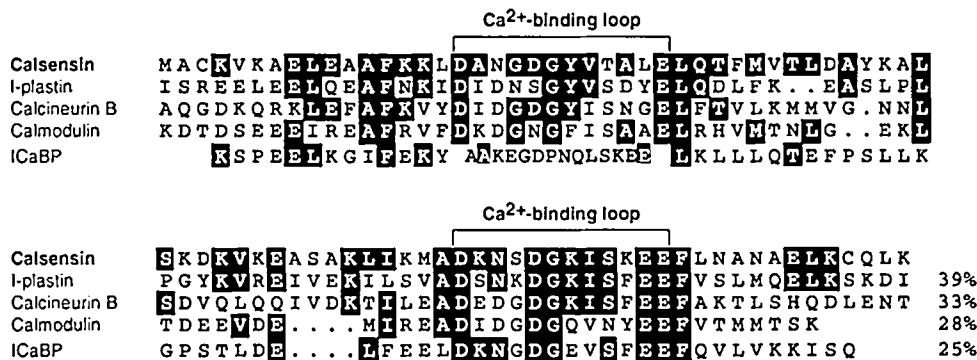 Ca2+-binding loop
Calsensin MACKVKAELEAAFKKLDANGDGYVTALELQTFMVTLDAYKAL
I-plastin ISREELEELQEAFNKIDIDNSGYVSDYELQDLFK..EASLPL
Calcineurin B AQGDKQRKLEFAFKVYDIDGDGYISNGELFTVLKMMVG.NNL
Calmodulin KDTDSEEEIREAFRVFDKDGNGFISAAELRHVMTNLG..EKL
ICaBP KSPEELKGIFEKY AAKEGDPNQLSKEE LKLLLQTEFPSLLK
Ca2+-binding loop
Calsensin SKDKVKEASAKLIKMADKNSDGKISKEEFLNANAELKCQLK
I-plastin PGYKVREIVEKILSVADSNKDGKISFEEFVSLMQELKSKDI 39%
Calcineurin B SDVQLQQIVDKTILEADEDGDGKISFEEFAKTLSHQDLENT 33%
Calmodulin TDEEVDE....MIREADIDGDGQVNYEEFVTMMTSK 28%
ICaBP GPSTLDE....LFEELDKNGDGEVSFEEFQVLVKKISQ 25%